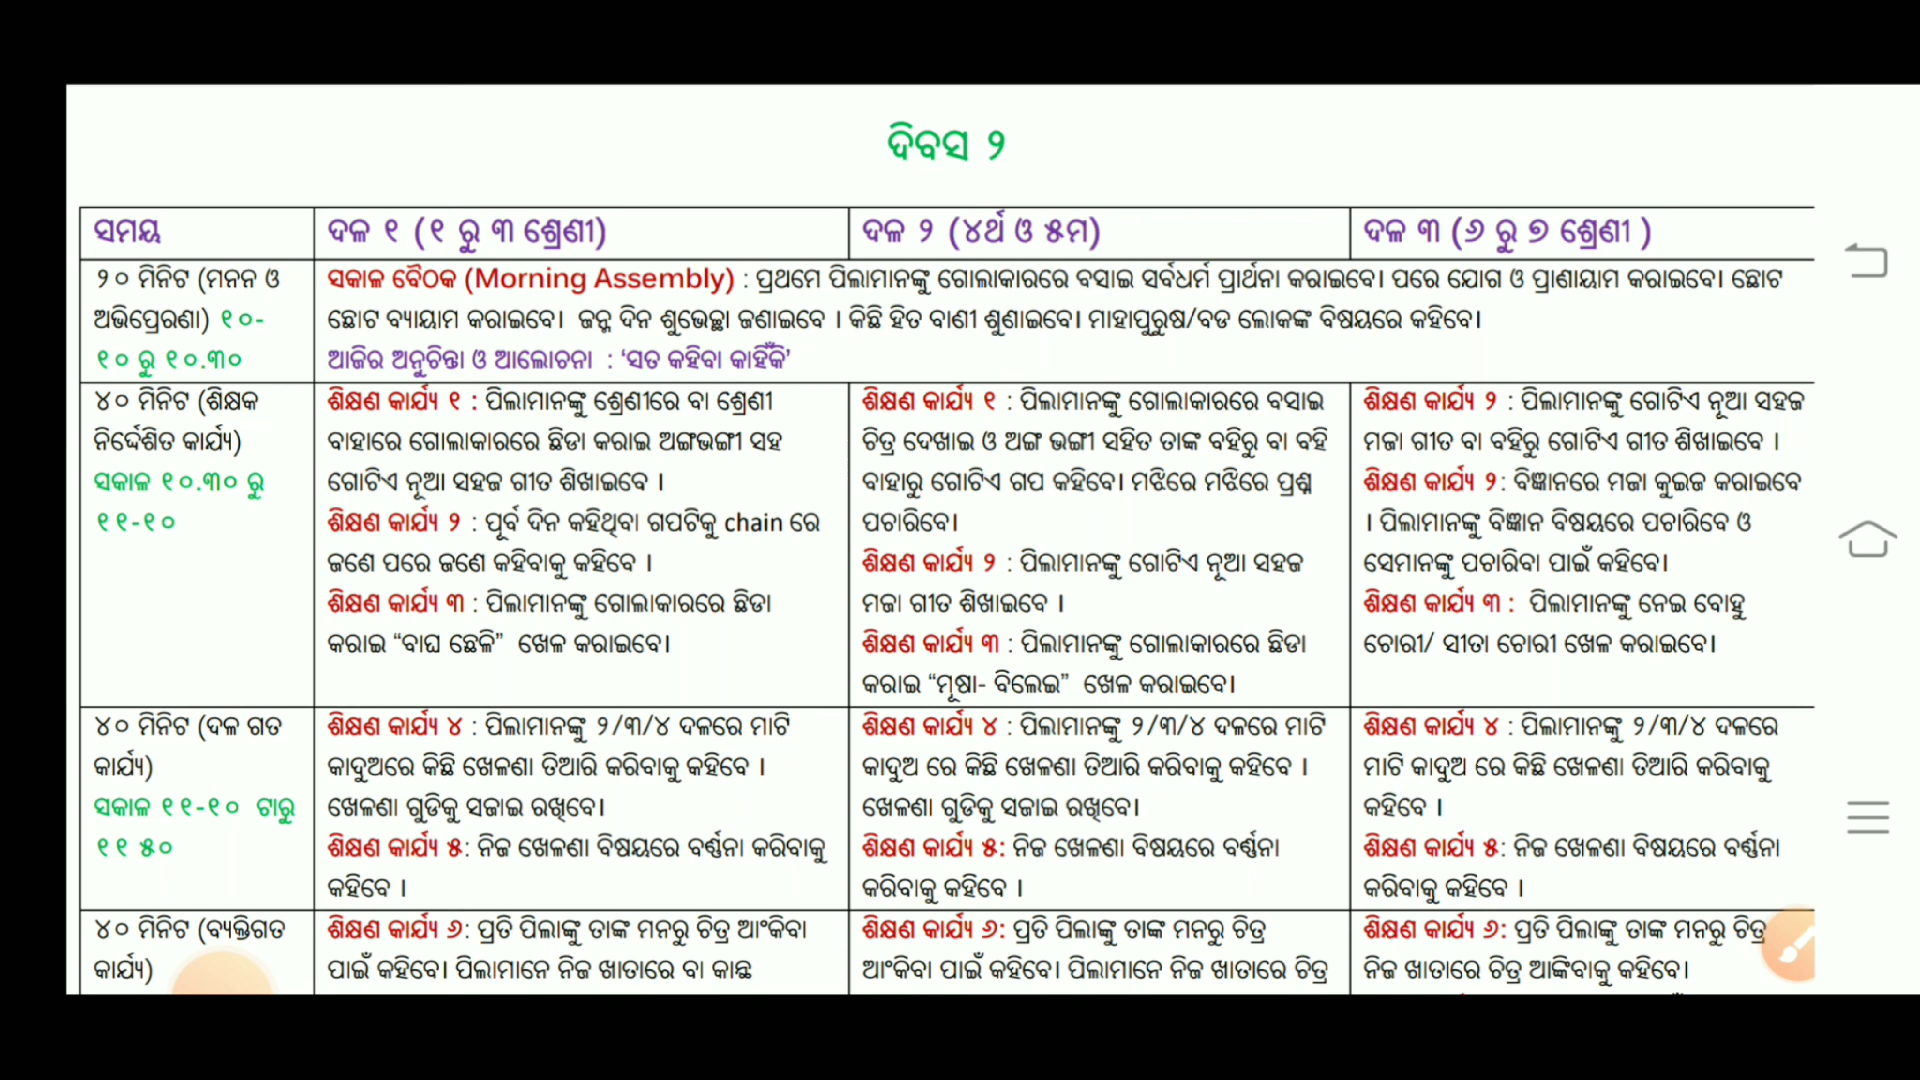 ଦିବସ ୨
ସମୟ
ଦଳ ୧ (୧ ରୁ ୩ ଶ୍ରେଣୀ)
ଦଳ ୨ (୪ର୍ଥ ଓ ୫ମ)
ଦଳ ୩ (୬ ରୁ ୭ ଶ୍ରେଣୀ )
୨୦ ମିନିଟ (ମନନ ଓ
ଅଭିପ୍ରେରଣା) ୧୦-
୧୦ ରୁ ୧୦.୩୦
ସକାଳ ବୈଠକ (Morning Assembly) : ପ୍ରଥମେ ପିଲାମାନଙ୍କୁ ଗୋଲାକାରରେ ବସାଇ ସର୍ବଧର୍ମ ପ୍ରାର୍ଥନା କରାଇବେ। ପରେ ଯୋଗ ଓ ପ୍ରାଣାୟାମ କରାଇବେ। ଛୋଟ
ଛୋଟ ବ୍ୟାୟାମ କରାଇବେ। ଜନ୍ମ ଦିନ ଶୁଭେଚ୍ଛା ଜଣାଇବେ । କିଛି ହିତ ବାଣୀ ଶୁଣାଇବେ। ମାହାପୁରୁଷ/ବଡ ଲୋକଙ୍କ ବିଷୟରେ କହିବେ।
ଆଜିର ଅନୁଚିନ୍ତା ଓ ଆଲୋଚନା : ‘ସତ କହିବା କାହିଁକି’
୪୦ ମିନିଟ (ଶିକ୍ଷକ
ନିର୍ଦ୍ଦେଶିତ କାର୍ଯ୍ୟ)
ସକାଳ ୧୦.୩୦ ରୁ
୧୧-୧୦
ଶିକ୍ଷଣ କାର୍ଯ୍ୟ ୧ : ପିଲାମାନଙ୍କୁ ଶ୍ରେଣୀରେ ବା ଶ୍ରେଣୀ
ବାହାରେ ଗୋଲାକାରରେ ଛିଡା କରାଇ ଅଙ୍ଗଭଙ୍ଗୀ ସହ
ଗୋଟିଏ ନୂଆ ସହଜ ଗୀତ ଶିଖାଇବେ ।
ଶିକ୍ଷଣ କାର୍ଯ୍ୟ ୨ : ପୂର୍ବ ଦିନ କହିଥିବା ଗପଟିକୁ chain ରେ
ଜଣେ ପରେ ଜଣେ କହିବାକୁ କହିବେ ।
ଶିକ୍ଷଣ କାର୍ଯ୍ୟ ୩ : ପିଲାମାନଙ୍କୁ ଗୋଲାକାରରେ ଛିଡା
କରାଇ “ବାଘ ଛେଳି” ଖେଳ କରାଇବେ।
ଶିକ୍ଷଣ କାର୍ଯ୍ୟ ୧ : ପିଲାମାନଙ୍କୁ ଗୋଲାକାରରେ ବସାଇ
ଚିତ୍ର ଦେଖାଇ ଓ ଅଙ୍ଗ ଭଙ୍ଗୀ ସହିତ ତାଙ୍କ ବହିରୁ ବା ବହି
ବାହାରୁ ଗୋଟିଏ ଗପ କହିବେ। ମଝିରେ ମଝିରେ ପ୍ରଶ୍ନ
ପଚାରିବେ।
ଶିକ୍ଷଣ କାର୍ଯ୍ୟ ୨ : ପିଲାମାନଙ୍କୁ ଗୋଟିଏ ନୂଆ ସହଜ
ମଜା ଗୀତ ଶିଖାଇବେ ।
ଶିକ୍ଷଣ କାର୍ଯ୍ୟ ୩ : ପିଲାମାନଙ୍କୁ ଗୋଲାକାରରେ ଛିଡା
କରାଇ “ମୂଷା- ବିଲେଇ” ଖେଳ କରାଇବେ।
ଶିକ୍ଷଣ କାର୍ଯ୍ୟ ୨ : ପିଲାମାନଙ୍କୁ ଗୋଟିଏ ନୂଆ ସହଜ
ମଜା ଗୀତ ବା ବହିରୁ ଗୋଟିଏ ଗୀତ ଶିଖାଇବେ ।
ଶିକ୍ଷଣ କାର୍ଯ୍ୟ ୨: ବିଜ୍ଞାନରେ ମଜା କୁଇଜ କରାଇବେ
। ପିଲାମାନଙ୍କୁ ବିଜ୍ଞାନ ବିଷୟରେ ପଚାରିବେ ଓ
ସେମାନଙ୍କୁ ପଚାରିବା ପାଇଁ କହିବେ।
ଶିକ୍ଷଣ କାର୍ଯ୍ୟ ୩ : ପିଲାମାନଙ୍କୁ ନେଇ ବୋହୁ
ଚୋରୀ/ ସୀତା ଚୋରୀ ଖେଳ କରାଇବେ।
୪୦ ମିନିଟ (ଦଳ ଗତ
କାର୍ଯ୍ୟ)
ସକାଳ ୧୧-୧୦ ଟାରୁ
୧୧ ୫୦
ଶିକ୍ଷଣ କାର୍ଯ୍ୟ ୪ : ପିଲାମାନଙ୍କୁ ୨/୩/୪ ଦଳରେ ମାଟି
କାଦୁଅରେ କିଛି ଖେଳଣା ତିଆରି କରିବାକୁ କହିବେ ।
ଖେଳଣା ଗୁଡିକୁ ସଜାଇ ରଖିବେ।
ଶିକ୍ଷଣ କାର୍ଯ୍ୟ ୫: ନିଜ ଖେଳଣା ବିଷୟରେ ବର୍ଣ୍ଣନା କରିବାକୁ
କହିବେ ।
ଶିକ୍ଷଣ କାର୍ଯ୍ୟ ୪ : ପିଲାମାନଙ୍କୁ ୨/୩/୪ ଦଳରେ ମାଟି
କାଦୁଅ ରେ କିଛି ଖେଳଣା ତିଆରି କରିବାକୁ କହିବେ ।
ଖେଳଣା ଗୁଡିକୁ ସଜାଇ ରଖିବେ।
ଶିକ୍ଷଣ କାର୍ଯ୍ୟ ୫: ନିଜ ଖେଳଣା ବିଷୟରେ ବର୍ଣ୍ଣନା
କରିବାକୁ କହିବେ ।
ଶିକ୍ଷଣ କାର୍ଯ୍ୟ ୪ : ପିଲାମାନଙ୍କୁ ୨/୩/୪ ଦଳରେ
ମାଟି କାଦୁଅ ରେ କିଛି ଖେଳଣା ତିଆରି କରିବାକୁ
କହିବେ ।
ଶିକ୍ଷଣ କାର୍ଯ୍ୟ ୫: ନିଜ ଖେଳଣା ବିଷୟରେ ବର୍ଣ୍ଣନା
କରିବାକୁ କହିବେ ।
୪୦ ମିନିଟ (ବ୍ୟକ୍ତିଗତ
କାର୍ଯ୍ୟ)
ଶିକ୍ଷଣ କାର୍ଯ୍ୟ ୬: ପ୍ରତି ପିଲାଙ୍କୁ ତାଙ୍କ ମନରୁ ଚିତ୍ର ଆଂକିବା
ପାଇଁ କହିବେ। ପିଲାମାନେ ନିଜ ଖାତାରେ ବା କାନ୍ଥ
ଶିକ୍ଷଣ କାର୍ଯ୍ୟ ୬: ପ୍ରତି ପିଲାଙ୍କୁ ତାଙ୍କ ମନରୁ ଚିତ୍ର
ଆଂକିବା ପାଇଁ କହିବେ। ପିଲାମାନେ ନିଜ ଖାତାରେ ଚିତ୍ର
ଶିକ୍ଷଣ କାର୍ଯ୍ୟ ୬: ପ୍ରତି ପିଲାଙ୍କୁ ତାଙ୍କ ମନରୁ ଚିତ୍ର
ନିଜ ଖାତାରେ ଚିତ୍ର ଆଙ୍କିବାକୁ କହିବେ।